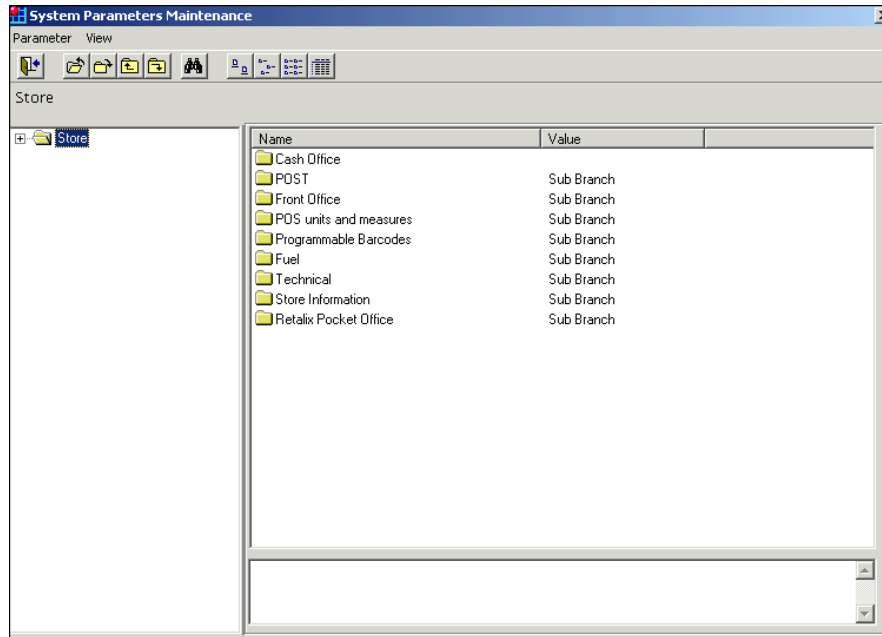 System Parameters Maintenance
Parameter View
Store
Store
Name Value
Cash Office
POST Sub Branch
Front Office Sub Branch
POS units and measures Sub Branch
Programmable Barcodes Sub Branch
Fuel Sub Branch
Technical Sub Branch
Store Information Sub Branch
Retalix Pocket Office Sub Branch